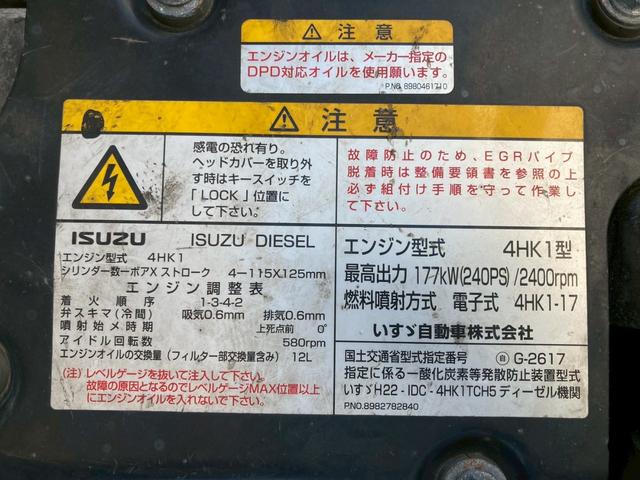 ⚠ 注意
エンジンオイルは、メーカー指定の
DPD対応オイルを使用願います。
P.NO. 8980461710
⚠ 注意
感電の恐れ有り。
ヘッドカバーを取り外
す時はキースイッチを
「LOCK」位置に
して下さい。
故障防止のため、EGRパイプ
脱着時は整備要領書を参照の上
必ず組付け手順を守って作業し
て下さい。
ISUZU ISUZU DIESEL
エンジン型式 4HK1
シリンダー数ーボアX ストローク 4-115X125mm
エンジン調整表
着火順序 1-3-4-2
弁スキマ(冷間) 吸気0.6mm 排気0.6mm
噴射始メ時期 上死点前 0°
アイドル回転数 580rpm
エンジンオイルの交換量(フィルター部交換量含み) 12L
(注)レベルゲージを抜いて注入して下さい。
故障の原因となるのでレベルゲージMAX位置以上
にエンジンオイルを入れないで下さい。
エンジン型式 4HK1型
最高出力 177kW(240PS)/2400rpm
燃料噴射方式 電子式 4HK1-17
いすゞ自動車株式会社
国土交通省型式指定番号 自 G-2617
指定に係る一酸化炭素等発散防止装置型式
いすゞH22-IDC-4HK1TCH5 ディーゼル機関
P.NO.8982782840